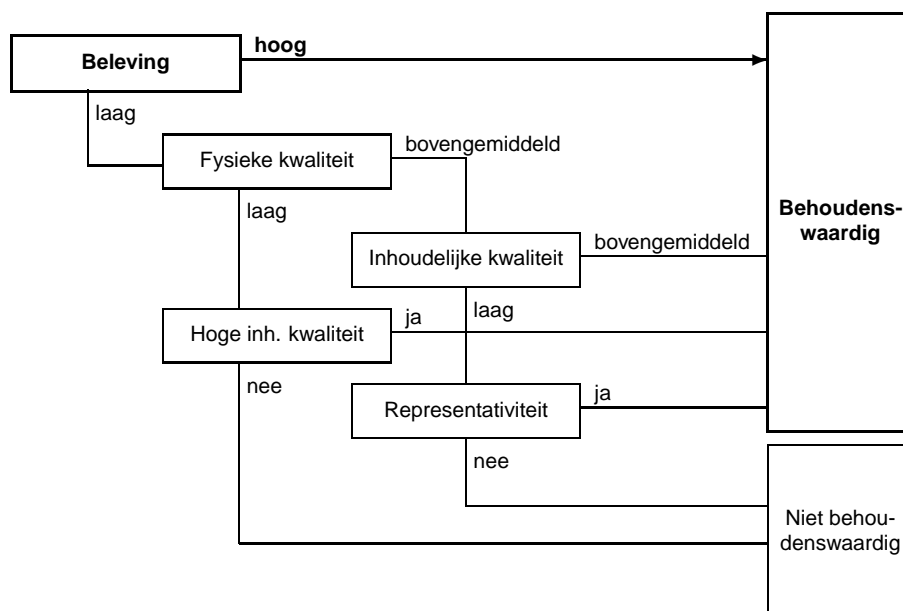 hoog
Beleving
laag
bovengemiddeld
Fysieke kwaliteit
laag
Behoudens-
waardig
bovengemiddeld
Inhoudelijke kwaliteit
laag
ja
Hoge inh. kwaliteit
nee
ja
Representativiteit
nee
Niet behou-
denswaardig